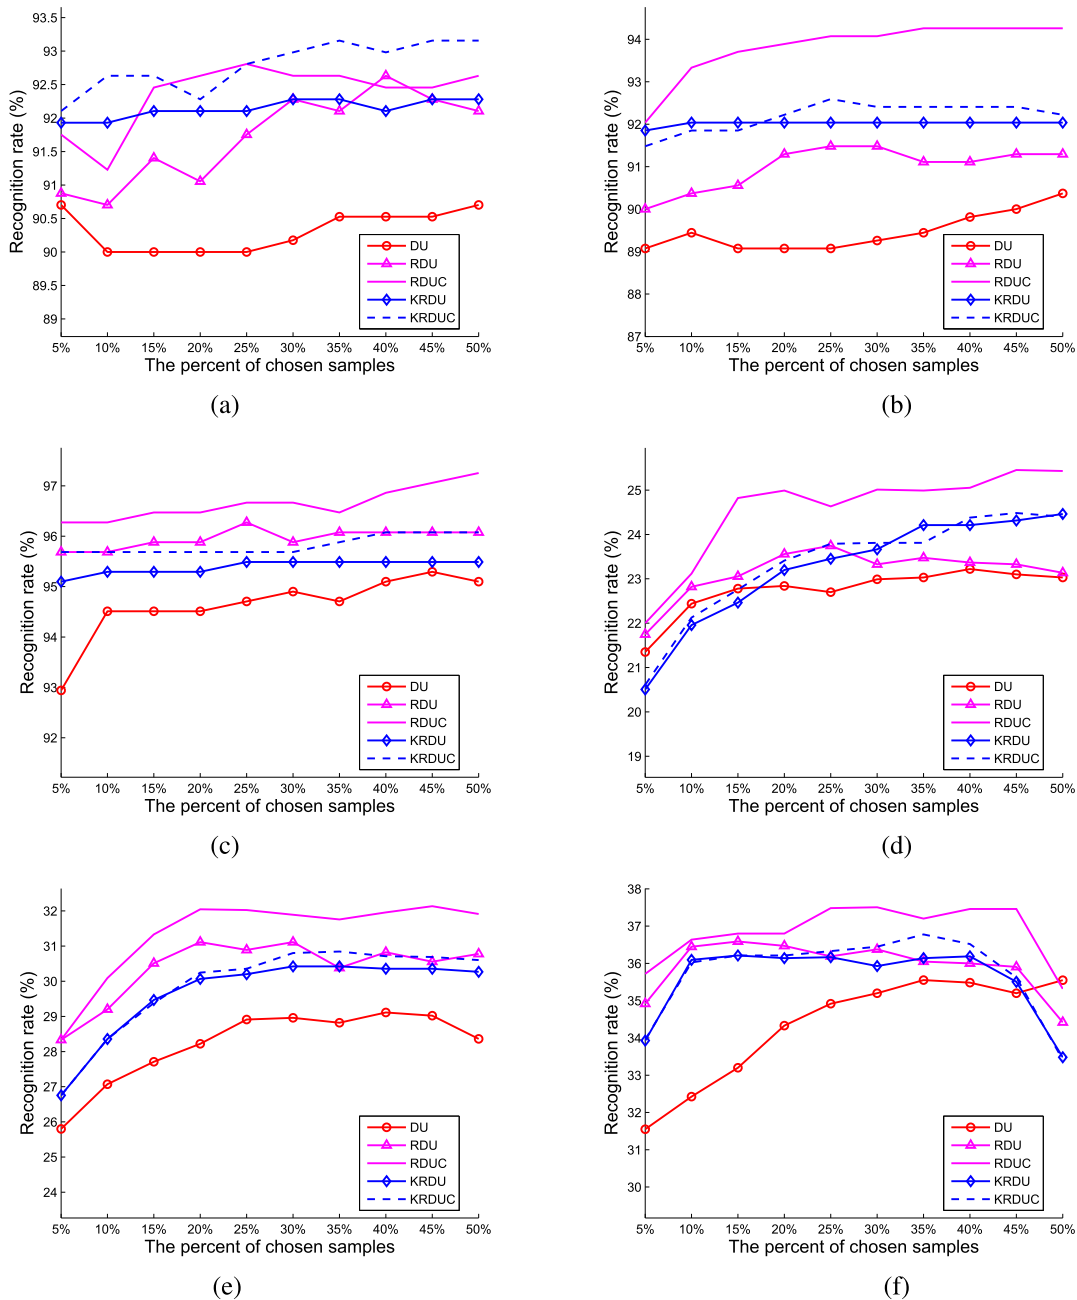 93.5
93
92.5
92
91.5
91
90.5
90
89.5
89
Recognition rate (%)
DU
RDU
RDUC
KRDU
KRDUC
5% 10% 15% 20% 25% 30% 35% 40% 45% 50%
The percent of chosen samples
(a)
94
93
92
91
90
89
88
87
Recognition rate (%)
DU
RDU
RDUC
KRDU
KRDUC
5% 10% 15% 20% 25% 30% 35% 40% 45% 50%
The percent of chosen samples
(b)
97
96
95
94
93
92
Recognition rate (%)
DU
RDU
RDUC
KRDU
KRDUC
5% 10% 15% 20% 25% 30% 35% 40% 45% 50%
The percent of chosen samples
(c)
25
24
23
22
21
20
19
Recognition rate (%)
DU
RDU
RDUC
KRDU
KRDUC
5% 10% 15% 20% 25% 30% 35% 40% 45% 50%
The percent of chosen samples
(d)
32
31
30
29
28
27
26
25
24
Recognition rate (%)
DU
RDU
RDUC
KRDU
KRDUC
5% 10% 15% 20% 25% 30% 35% 40% 45% 50%
The percent of chosen samples
(e)
38
37
36
35
34
33
32
31
30
Recognition rate (%)
DU
RDU
RDUC
KRDU
KRDUC
5% 10% 15% 20% 25% 30% 35% 40% 45% 50%
The percent of chosen samples
(f)